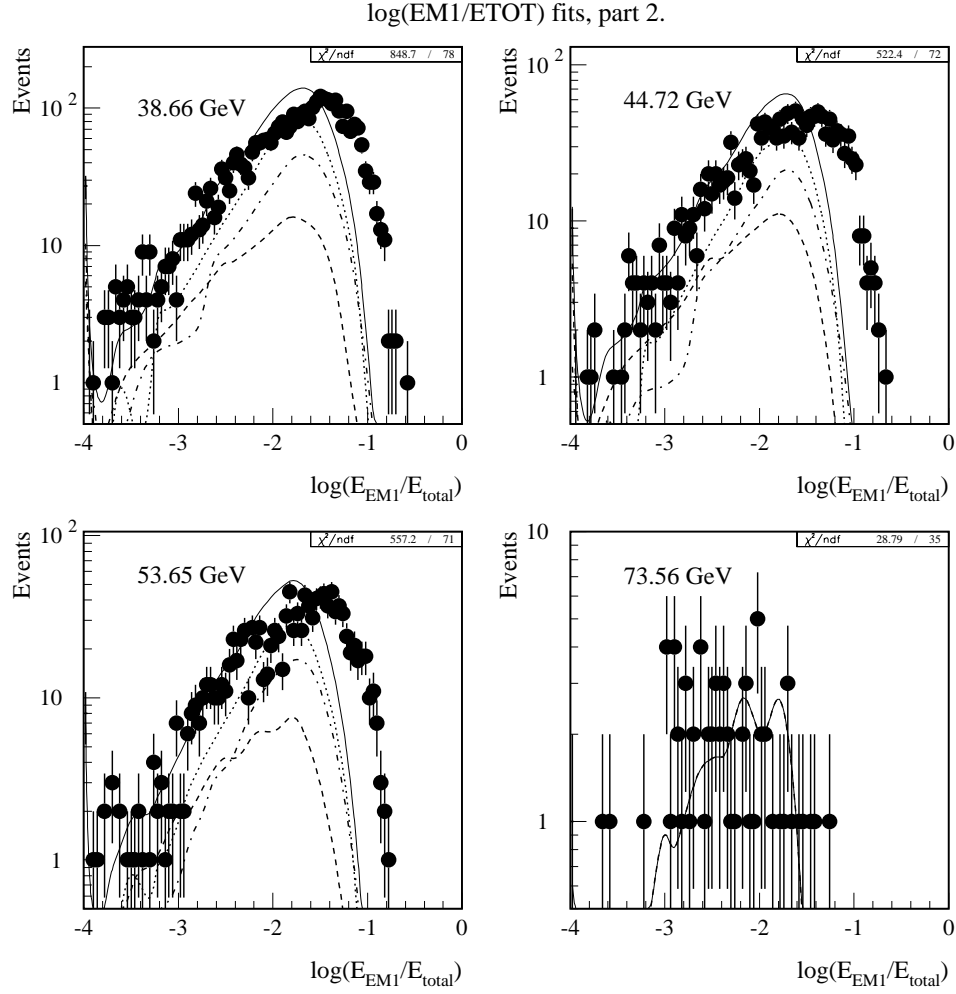 log(EM1/ETOT) fits, part 2.
Events
χ²/ndf 848.7 / 78
38.66 GeV
10²
10
1
-4 -3 -2 -1 0
log(E_EM1/E_total)
Events
χ²/ndf 522.4 / 72
44.72 GeV
10²
10
1
-4 -3 -2 -1 0
log(E_EM1/E_total)
Events
χ²/ndf 557.2 / 71
53.65 GeV
10²
10
1
-4 -3 -2 -1 0
log(E_EM1/E_total)
Events
χ²/ndf 28.79 / 35
73.56 GeV
10
1
-4 -3 -2 -1 0
log(E_EM1/E_total)